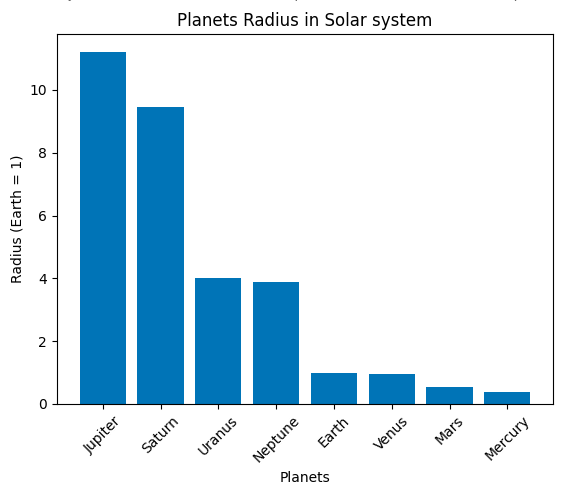 Planets Radius in Solar system
Radius (Earth = 1)
10
8
6
4
2
0
Jupiter
Saturn
Uranus
Neptune
Earth
Venus
Mars
Mercury
Planets